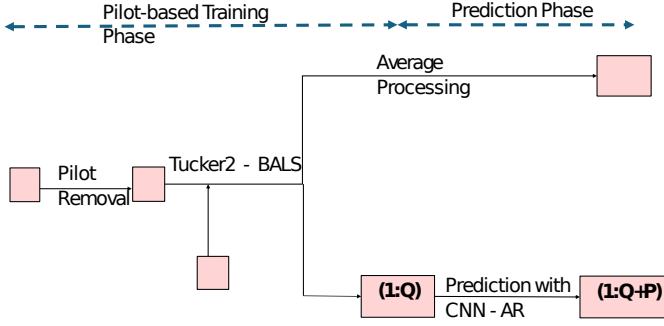 Pilot-based Training
Phase
Prediction Phase
Average
Processing
Pilot
Removal
Tucker2 - BALS
(1:Q)
Prediction with
CNN - AR
(1:Q+P)